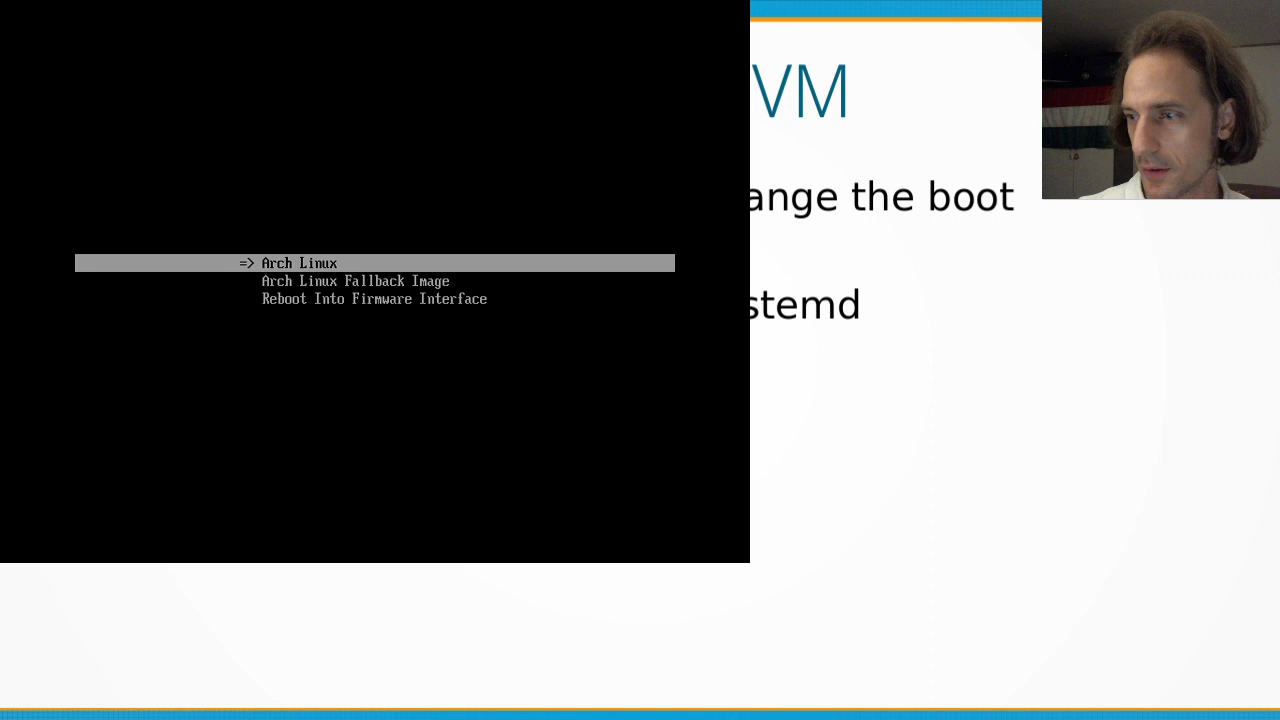 VM
ange the boot
=> Arch Linux
Arch Linux Fallback Image
Reboot Into Firmware Interface
stemd